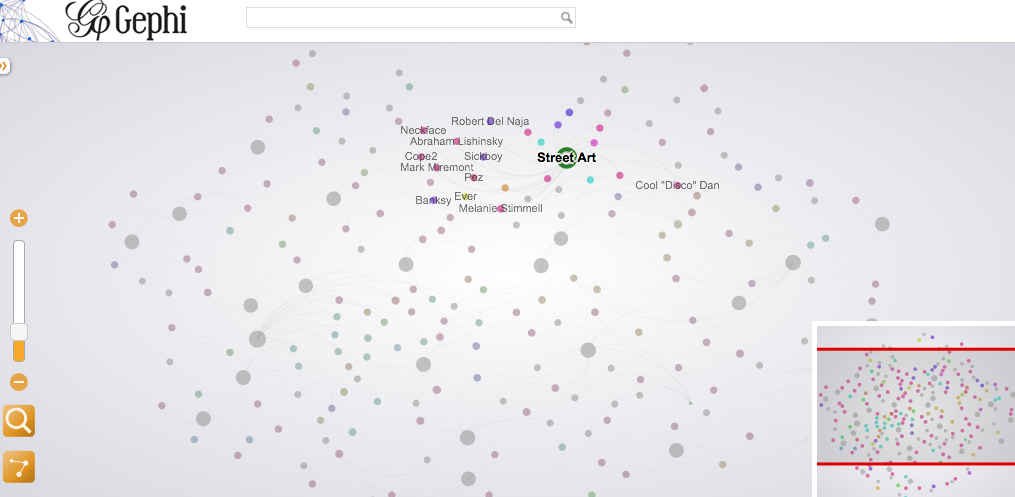 Gephi
Robert Del Naja
Neckface
Abraham Lishinsky
Cope2
Sickboy
Street Art
Mark Miremont
Pez
Cool "Disco" Dan
Banksy
Ever
Melanie Stimmell